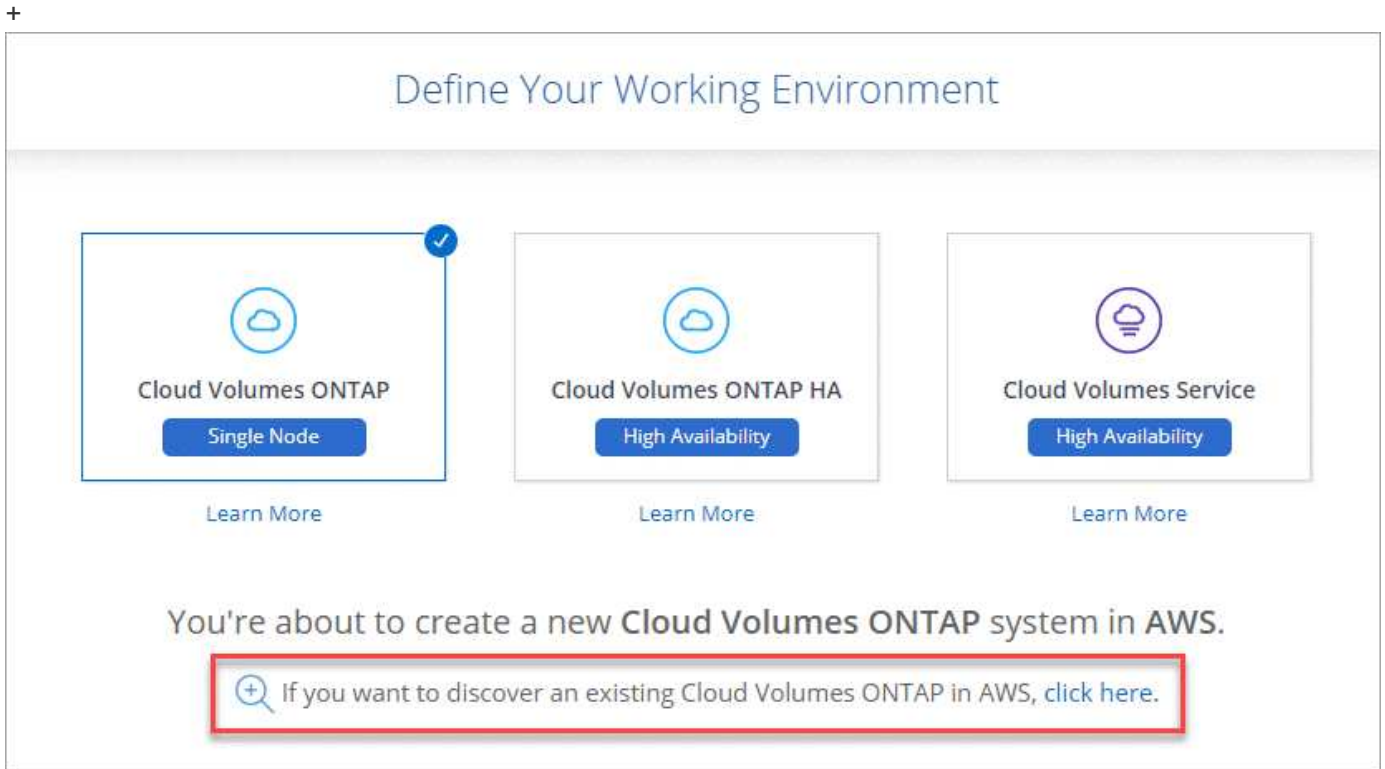 +
Define Your Working Environment
Cloud Volumes ONTAP
Single Node
Learn More
Cloud Volumes ONTAP HA
High Availability
Learn More
Cloud Volumes Service
High Availability
Learn More
You're about to create a new Cloud Volumes ONTAP system in AWS.
If you want to discover an existing Cloud Volumes ONTAP in AWS, click here.